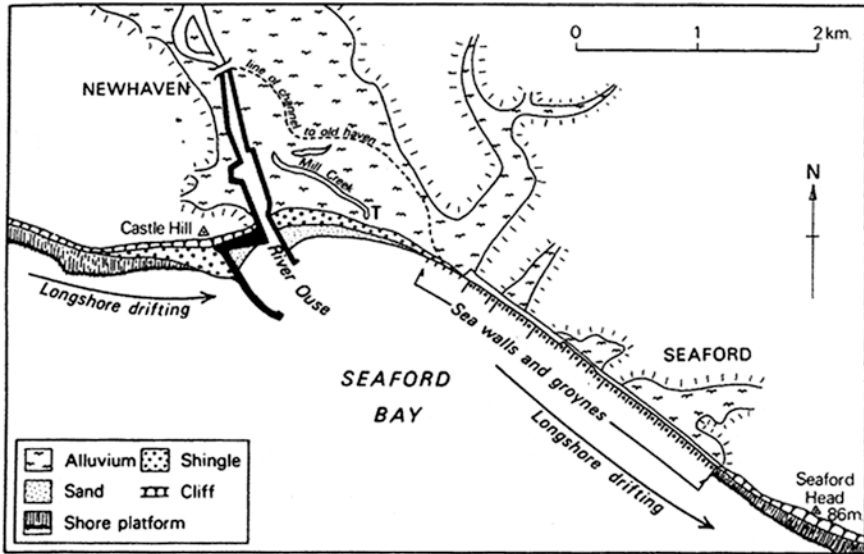 0 1 2 km.
NEWHAVEN
line of channel
to old haven
Mill Creek
N
T
Castle Hill
River Ouse
Longshore drifting
Sea walls and groynes
SEAFORD
SEAFORD
BAY
Longshore drifting
Alluvium Shingle
Sand Cliff
Shore platform
Seaford
Head
86m.